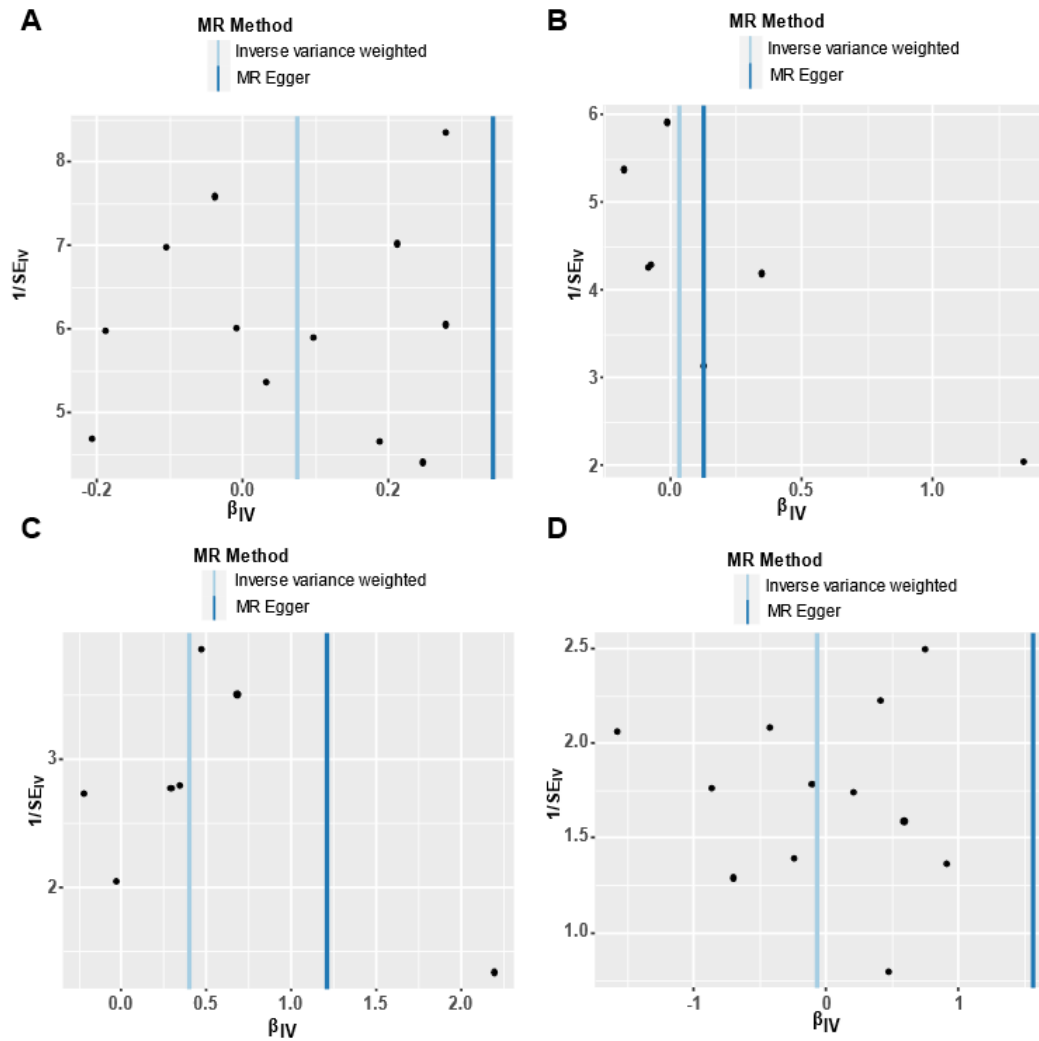 A
MR Method
Inverse variance weighted
MR Egger
8
7
6
5
1/SEIV
-0.2
0.0
0.2
βIV
B
MR Method
Inverse variance weighted
MR Egger
6
5
4
3
2
1/SEIV
0.0
0.5
1.0
βIV
C
MR Method
Inverse variance weighted
MR Egger
3
2
1/SEIV
0.0
0.5
1.0
1.5
2.0
βIV
D
MR Method
Inverse variance weighted
MR Egger
2.5
2.0
1.5
1.0
1/SEIV
-1
0
1
βIV